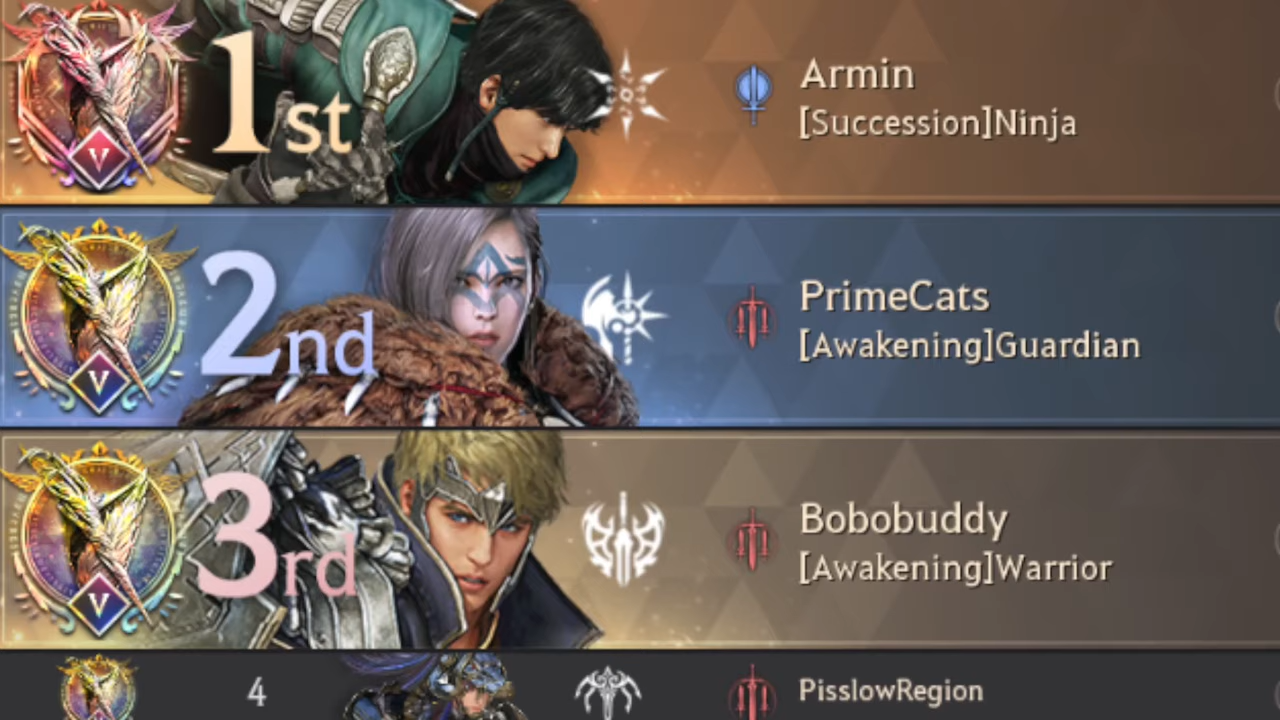 V
1st
Armin
[Succession]Ninja
V
2nd
PrimeCats
[Awakening]Guardian
V
3rd
Bobobuddy
[Awakening]Warrior
4
PisslowRegion